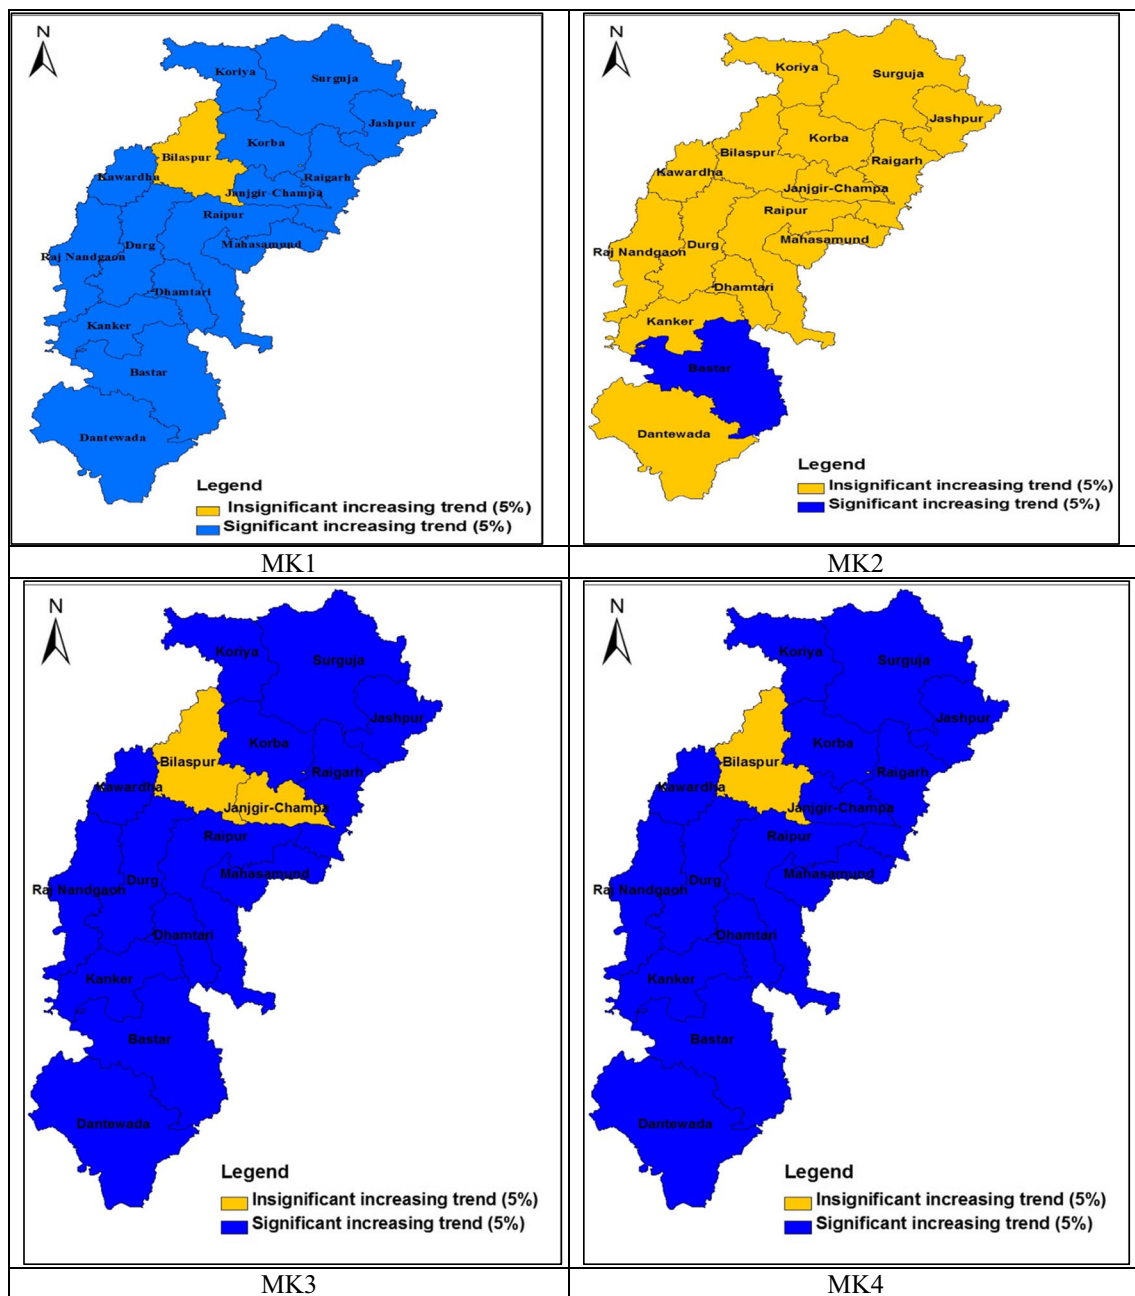 N
Koriya
Surguja
Jashpur
Korba
Bilaspur
Kawardha
Raigarh
Janjgir-Champa
Raipur
Durg
Mahasamund
Raj Nandgaon
Dhamtari
Kanker
Bastar
Dantewada
Legend
Insignificant increasing trend (5%)
Significant increasing trend (5%)
MK1
N
Koriya
Surguja
Jashpur
Korba
Bilaspur
Raigarh
Kawardha
Janjgir-Champa
Raipur
Mahasamund
Durg
Raj Nandgaon
Dhamtari
Kanker
Bastar
Dantewada
Legend
Insignificant increasing trend (5%)
Significant increasing trend (5%)
MK2
N
Koriya
Surguja
Jashpur
Korba
Bilaspur
Raigarh
Kawardha
Janjgir-Champa
Raipur
Mahasamund
Durg
Raj Nandgaon
Dhamtari
Kanker
Bastar
Dantewada
Legend
Insignificant increasing trend (5%)
Significant increasing trend (5%)
MK3
N
Koriya
Surguja
Jashpur
Korba
Bilaspur
Raigarh
Kawardha
Janjgir-Champa
Raipur
Mahasamund
Durg
Raj Nandgaon
Dhamtari
Kanker
Bastar
Dantewada
Legend
Insignificant increasing trend (5%)
Significant increasing trend (5%)
MK4